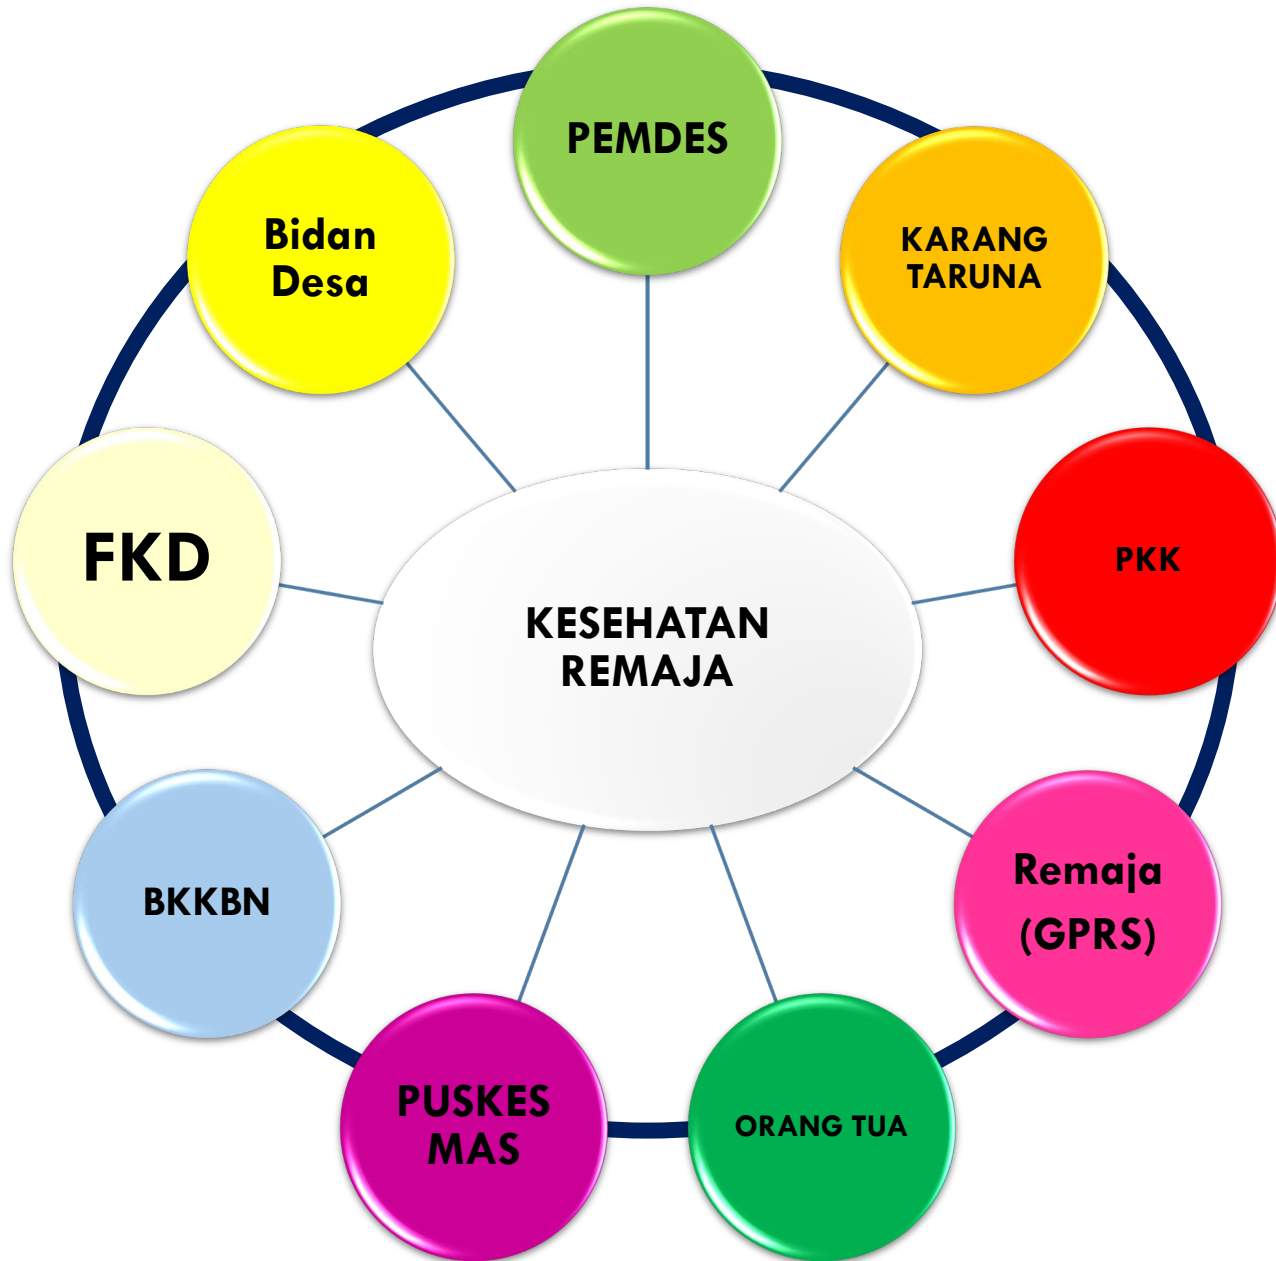 PEMDES
KARANG
TARUNA
PKK
Remaja
(GPRS)
ORANG TUA
PUSKES
MAS
BKKBN
FKD
Bidan
Desa
KESEHATAN
REMAJA